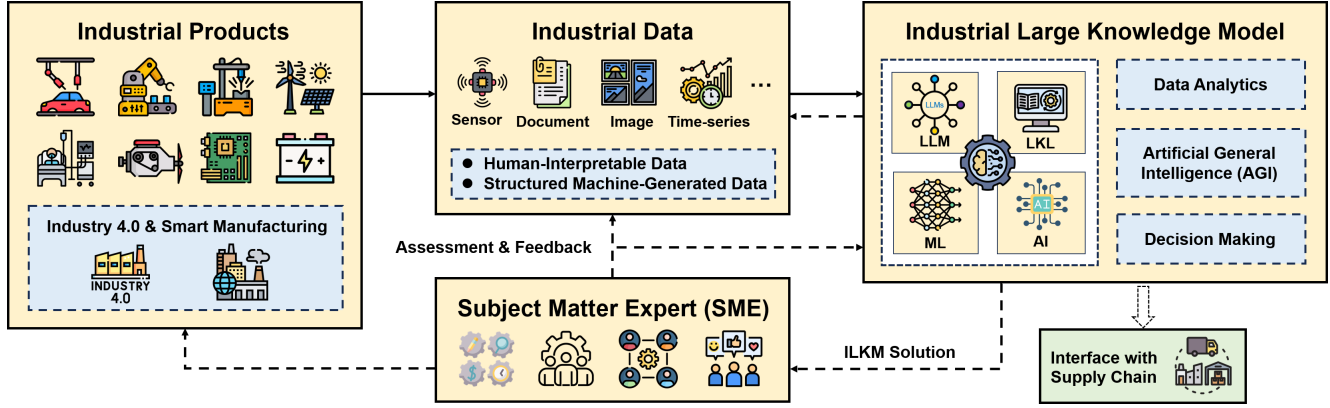 Industrial Products
Industry 4.0 & Smart Manufacturing
INDUSTRY
4.0
Industrial Data
Sensor
Document
Image
Time-series
...
● Human-Interpretable Data
● Structured Machine-Generated Data
Industrial Large Knowledge Model
LLMs
LLM
LKL
ML
AI
AI
Data Analytics
Artificial General
Intelligence (AGI)
Decision Making
Assessment & Feedback
Subject Matter Expert (SME)
$
ILKM Solution
Interface with
Supply Chain